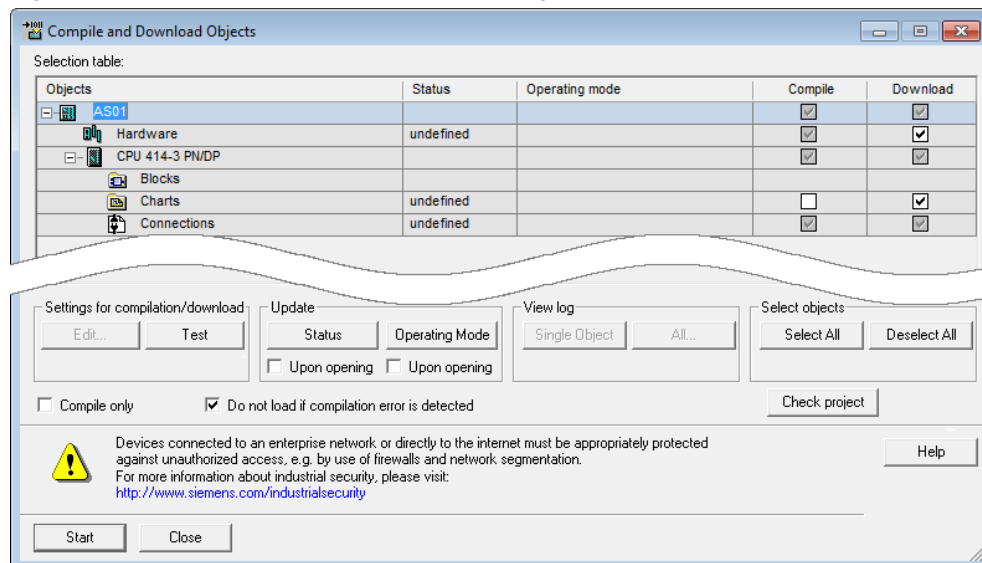 Compile and Download Objects
Selection table:
Objects Status Operating mode Compile Download
AS01
Hardware undefined
CPU 414-3 PN/DP
Blocks
Charts undefined
Connections undefined
Settings for compilation/download Update View log Select objects
Edit... Test Status Operating Mode Single Object All... Select All Deselect All
Upon opening Upon opening
Compile only Do not load if compilation error is detected Check project
Devices connected to an enterprise network or directly to the internet must be appropriately protected
against unauthorized access, e.g. by use of firewalls and network segmentation.
For more information about industrial security, please visit:
http://www.siemens.com/industrialsecurity
Help
Start Close